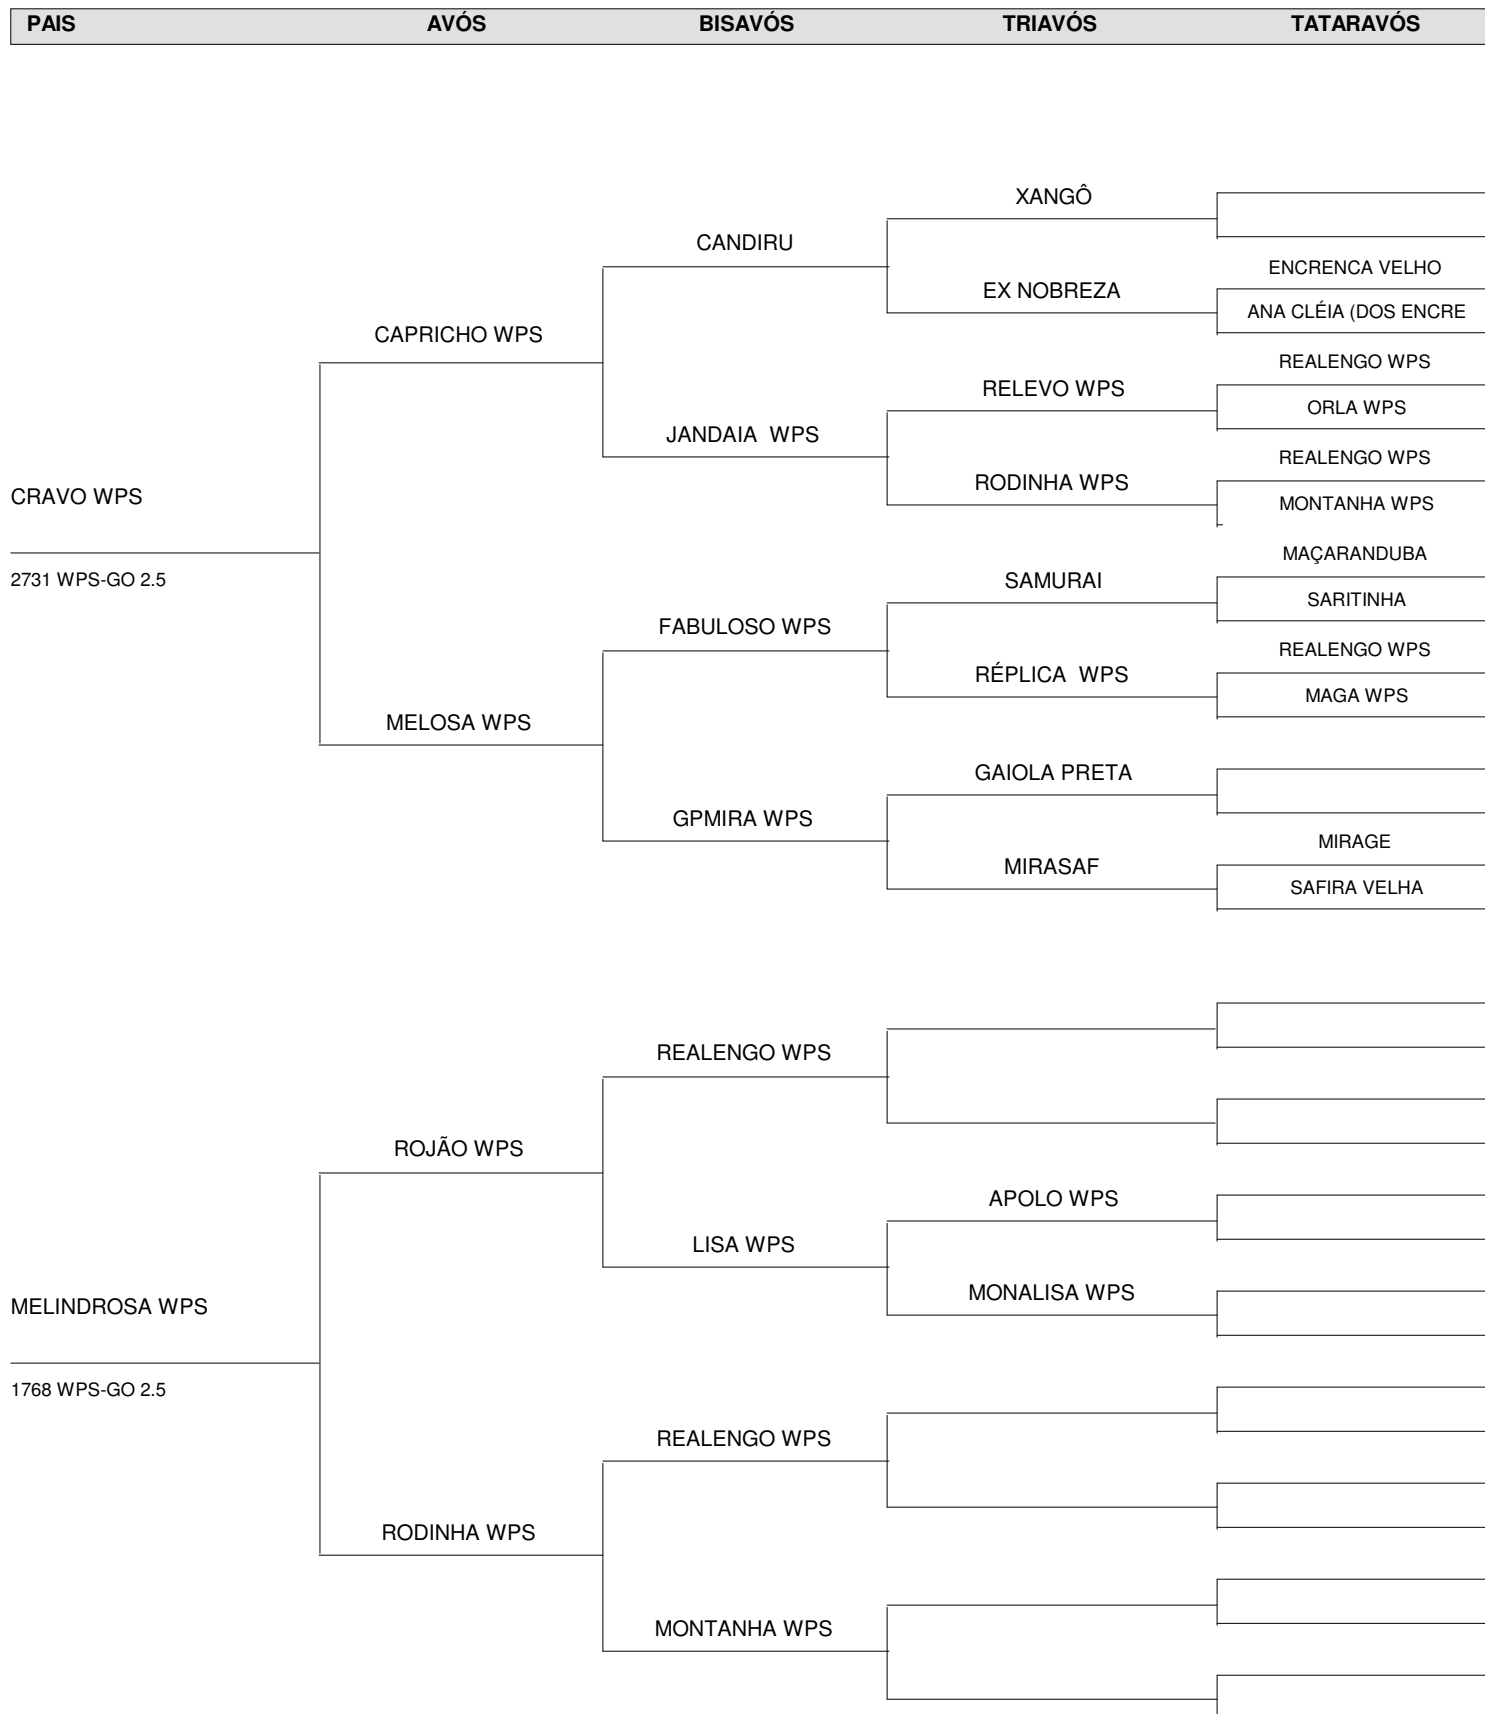 PAIS AVÓS BISAVÓS TRIAVÓS TATARAVÓS
XANGÔ
CANDIRU
ENCRENCA VELHO
EX NOBREZA
ANA CLÉIA (DOS ENCRE
CAPRICHO WPS
REALENGO WPS
RELEVO WPS
ORLA WPS
JANDAIA WPS
REALENGO WPS
RODINHA WPS
CRAVO WPS
MONTANHA WPS
MAÇARANDUBA
2731 WPS-GO 2.5
SAMURAI
SARITINHA
FABULOSO WPS
REALENGO WPS
RÉPLICA WPS
MAGA WPS
MELOSA WPS
GAIOLA PRETA
GPMIRA WPS
MIRAGE
MIRASAF
SAFIRA VELHA
REALENGO WPS
ROJÃO WPS
APOLO WPS
LISA WPS
MONALISA WPS
MELINDROSA WPS
1768 WPS-GO 2.5
REALENGO WPS
RODINHA WPS
MONTANHA WPS